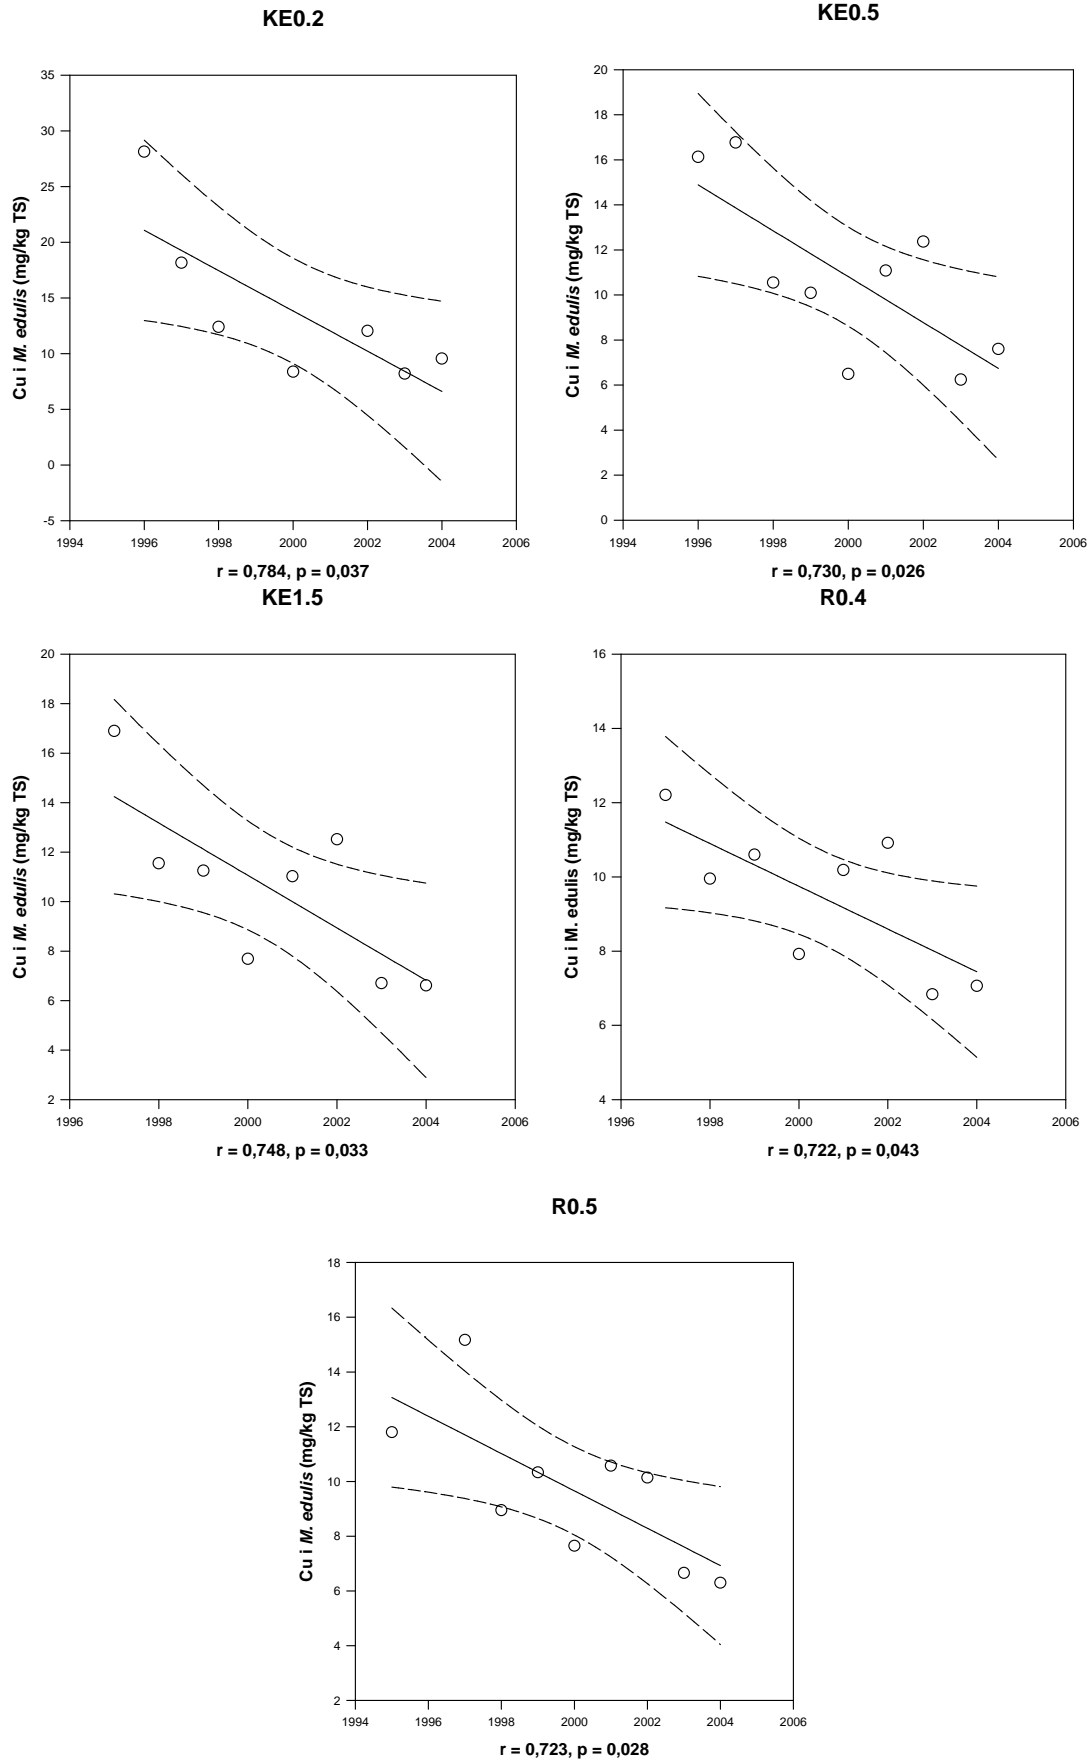 KE0.2
Cu i M. edulis (mg/kg TS)
35
30
25
20
15
10
5
0
-5
1994 1996 1998 2000 2002 2004 2006
r = 0,784, p = 0,037
KE0.5
Cu i M. edulis (mg/kg TS)
20
18
16
14
12
10
8
6
4
2
0
1994 1996 1998 2000 2002 2004 2006
r = 0,730, p = 0,026
KE1.5
Cu i M. edulis (mg/kg TS)
20
18
16
14
12
10
8
6
4
2
1996 1998 2000 2002 2004 2006
r = 0,748, p = 0,033
R0.4
Cu i M. edulis (mg/kg TS)
16
14
12
10
8
6
4
1996 1998 2000 2002 2004 2006
r = 0,722, p = 0,043
R0.5
Cu i M. edulis (mg/kg TS)
18
16
14
12
10
8
6
4
2
1994 1996 1998 2000 2002 2004 2006
r = 0,723, p = 0,028